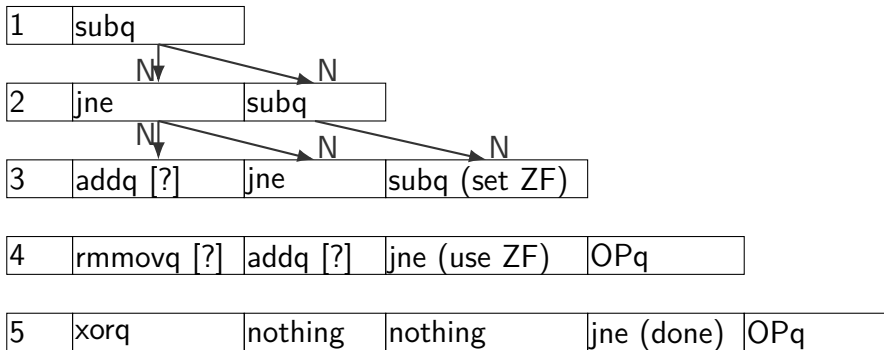 1 subq
N N
2 jne subq
N N N
3 addq [?] jne subq (set ZF)
4 rmmovq [?] addq [?] jne (use ZF) OPq
5 xorq nothing nothing jne (done) OPq